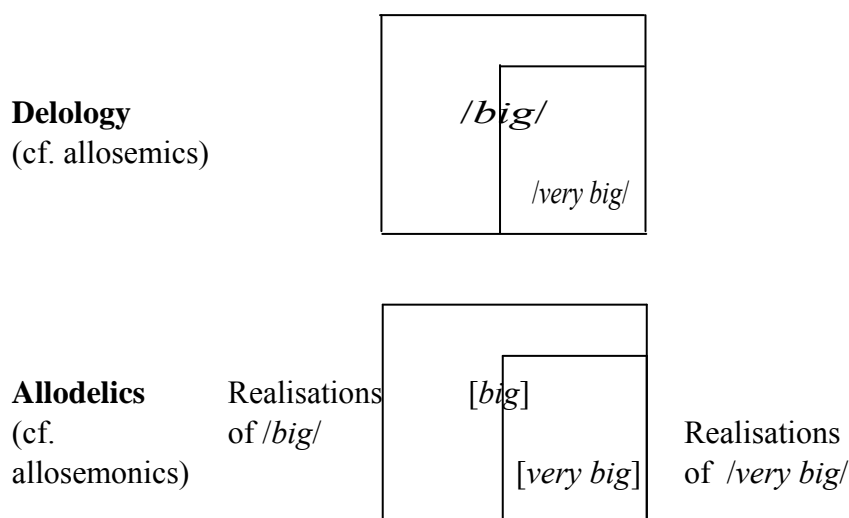 Delology
(cf. allosemics)
/big/
/very big/
Allodelics
(cf.
allosemonics)
Realisations
of /big/
[big]
[very big]
Realisations
of /very big/